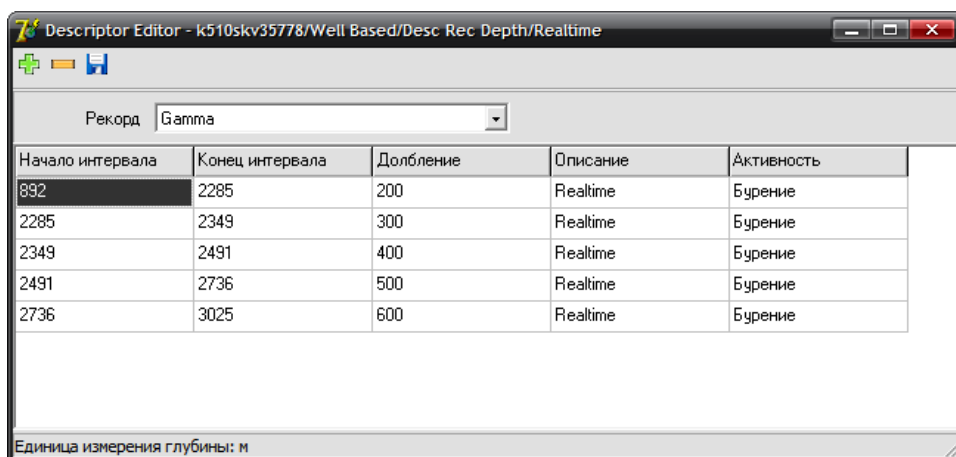 Descriptor Editor - k510skv35778/Well Based/Desc Rec Depth/Realtime
Рекорд Gamma
Начало интервала Конец интервала Долбление Описание Активность
892 2285 200 Realtime Бурение
2285 2349 300 Realtime Бурение
2349 2491 400 Realtime Бурение
2491 2736 500 Realtime Бурение
2736 3025 600 Realtime Бурение
Единица измерения глубины: м